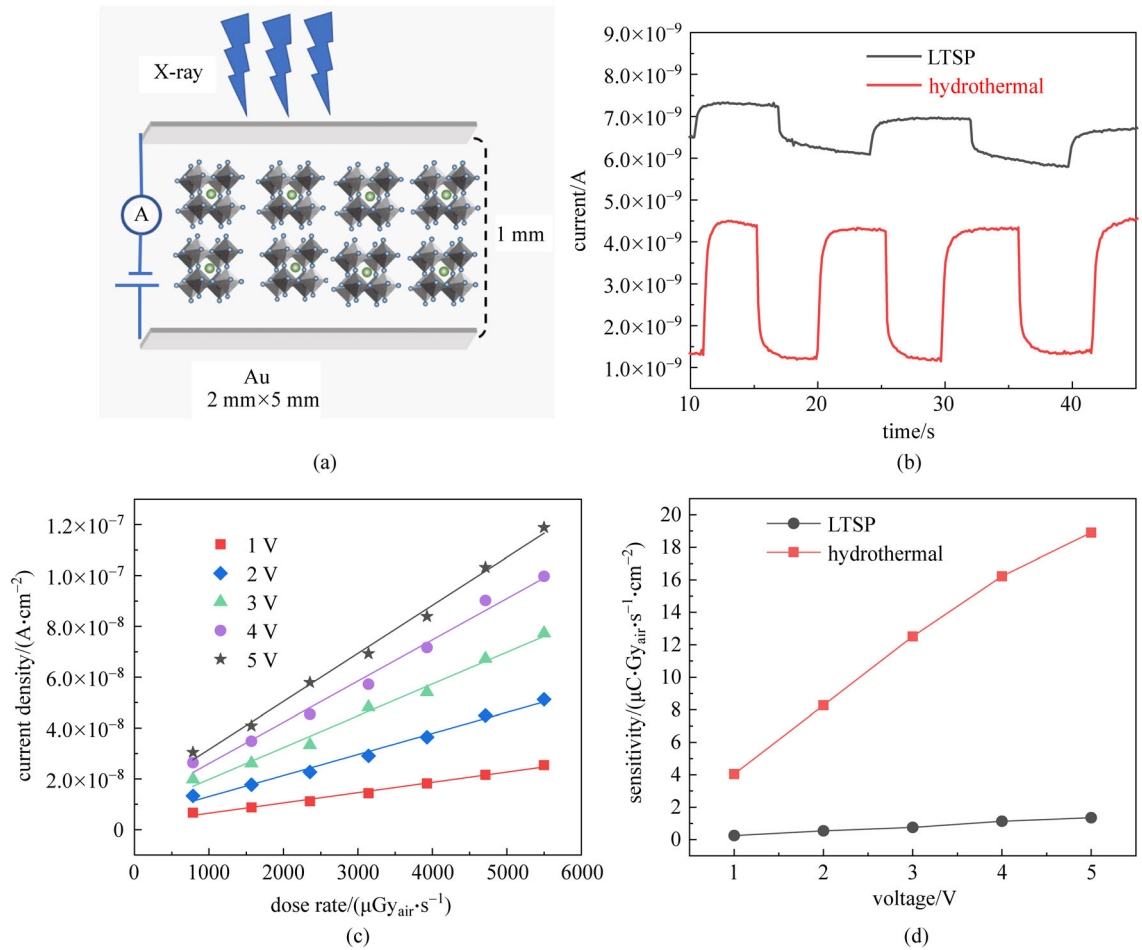 X-ray
A
1 mm
Au
2 mm×5 mm
(a)
9.0×10⁻⁹
8.0×10⁻⁹
7.0×10⁻⁹
6.0×10⁻⁹
5.0×10⁻⁹
4.0×10⁻⁹
3.0×10⁻⁹
2.0×10⁻⁹
1.0×10⁻⁹
current/A
LTSP
hydrothermal
10 20 30 40
time/s
(b)
1.2×10⁻⁷
1.0×10⁻⁷
8.0×10⁻⁸
6.0×10⁻⁸
4.0×10⁻⁸
2.0×10⁻⁸
0
current density/(A·cm⁻²)
1 V
2 V
3 V
4 V
5 V
0 1000 2000 3000 4000 5000 6000
dose rate/(μGyair·s⁻¹)
(c)
20
18
16
14
12
10
8
6
4
2
0
sensitivity/(μC·Gyair·s⁻¹·cm⁻²)
LTSP
hydrothermal
1 2 3 4 5
voltage/V
(d)